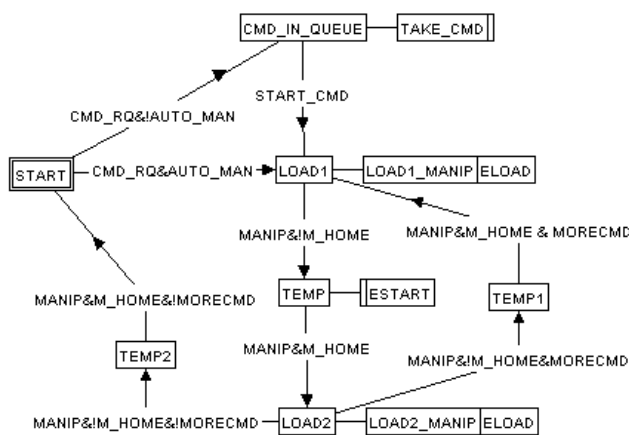 CMD_IN_QUEUE TAKE_CMD
START_CMD
CMD_RQ&!AUTO_MAN
START CMD_RQ&AUTO_MAN LOAD1 LOAD1_MANIP ELOAD
MANIP&!M_HOME MANIP&M_HOME & MORECMD
MANIP&M_HOME&!MORECMD TEMP ESTART TEMP1
TEMP2 MANIP&M_HOME MANIP&!M_HOME&MORECMD
MANIP&!M_HOME&!MORECMD LOAD2 LOAD2_MANIP ELOAD